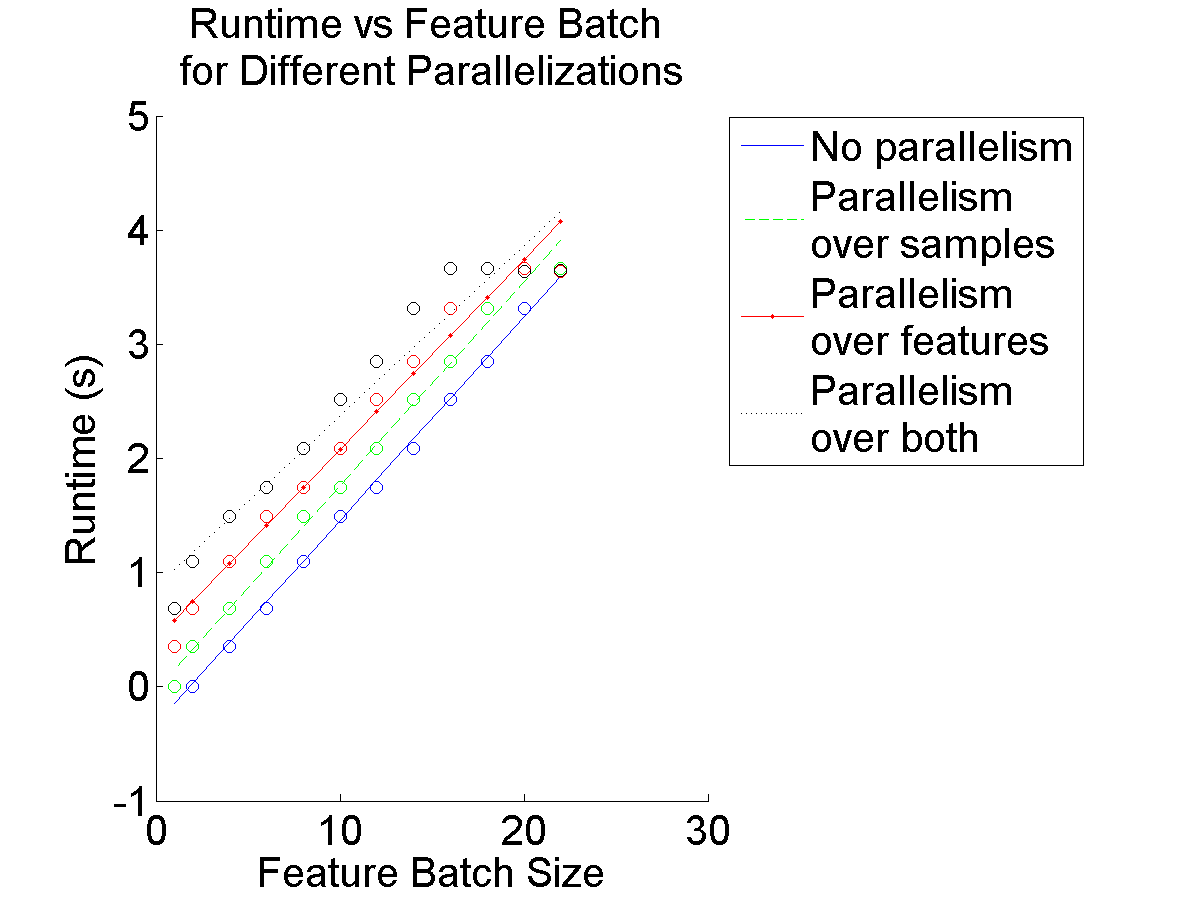 Runtime vs Feature Batch
for Different Parallelizations
5
4
3
2
1
0
-1
0
10
20
30
Runtime (s)
Feature Batch Size
No parallelism
Parallelism
over samples
Parallelism
over features
Parallelism
over both